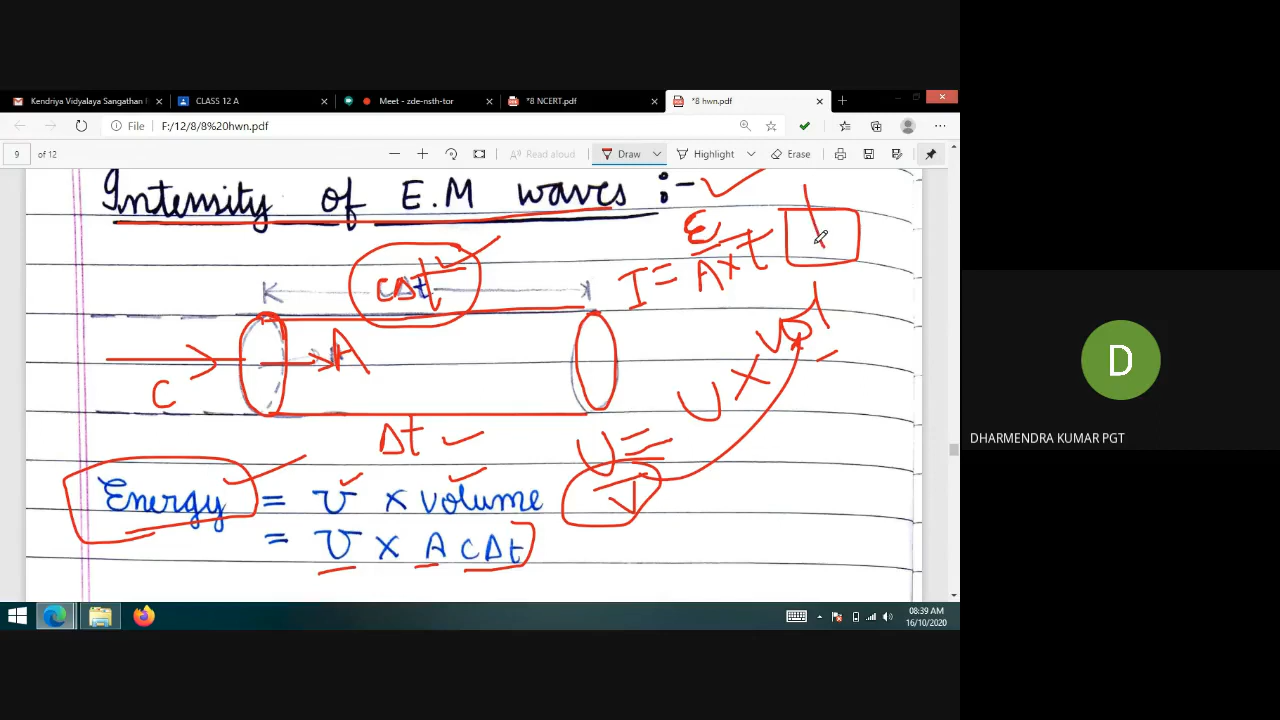 Kendriya Vidyalaya Sangathan
CLASS 12 A
Meet - zde-nsth-tor
*8 NCERT.pdf
*8 hwn.pdf
File
F:/12/8/8%20hwn.pdf
9 of 12
Read aloud
Draw
Highlight
Erase
Intensity of E.M waves :-
I = E / A x t
cΔt
A
C
U x vol
Δt
U =
V
Energy = U x volume
= U x A cΔt
D
DHARMENDRA KUMAR PGT
08:39 AM
16/10/2020